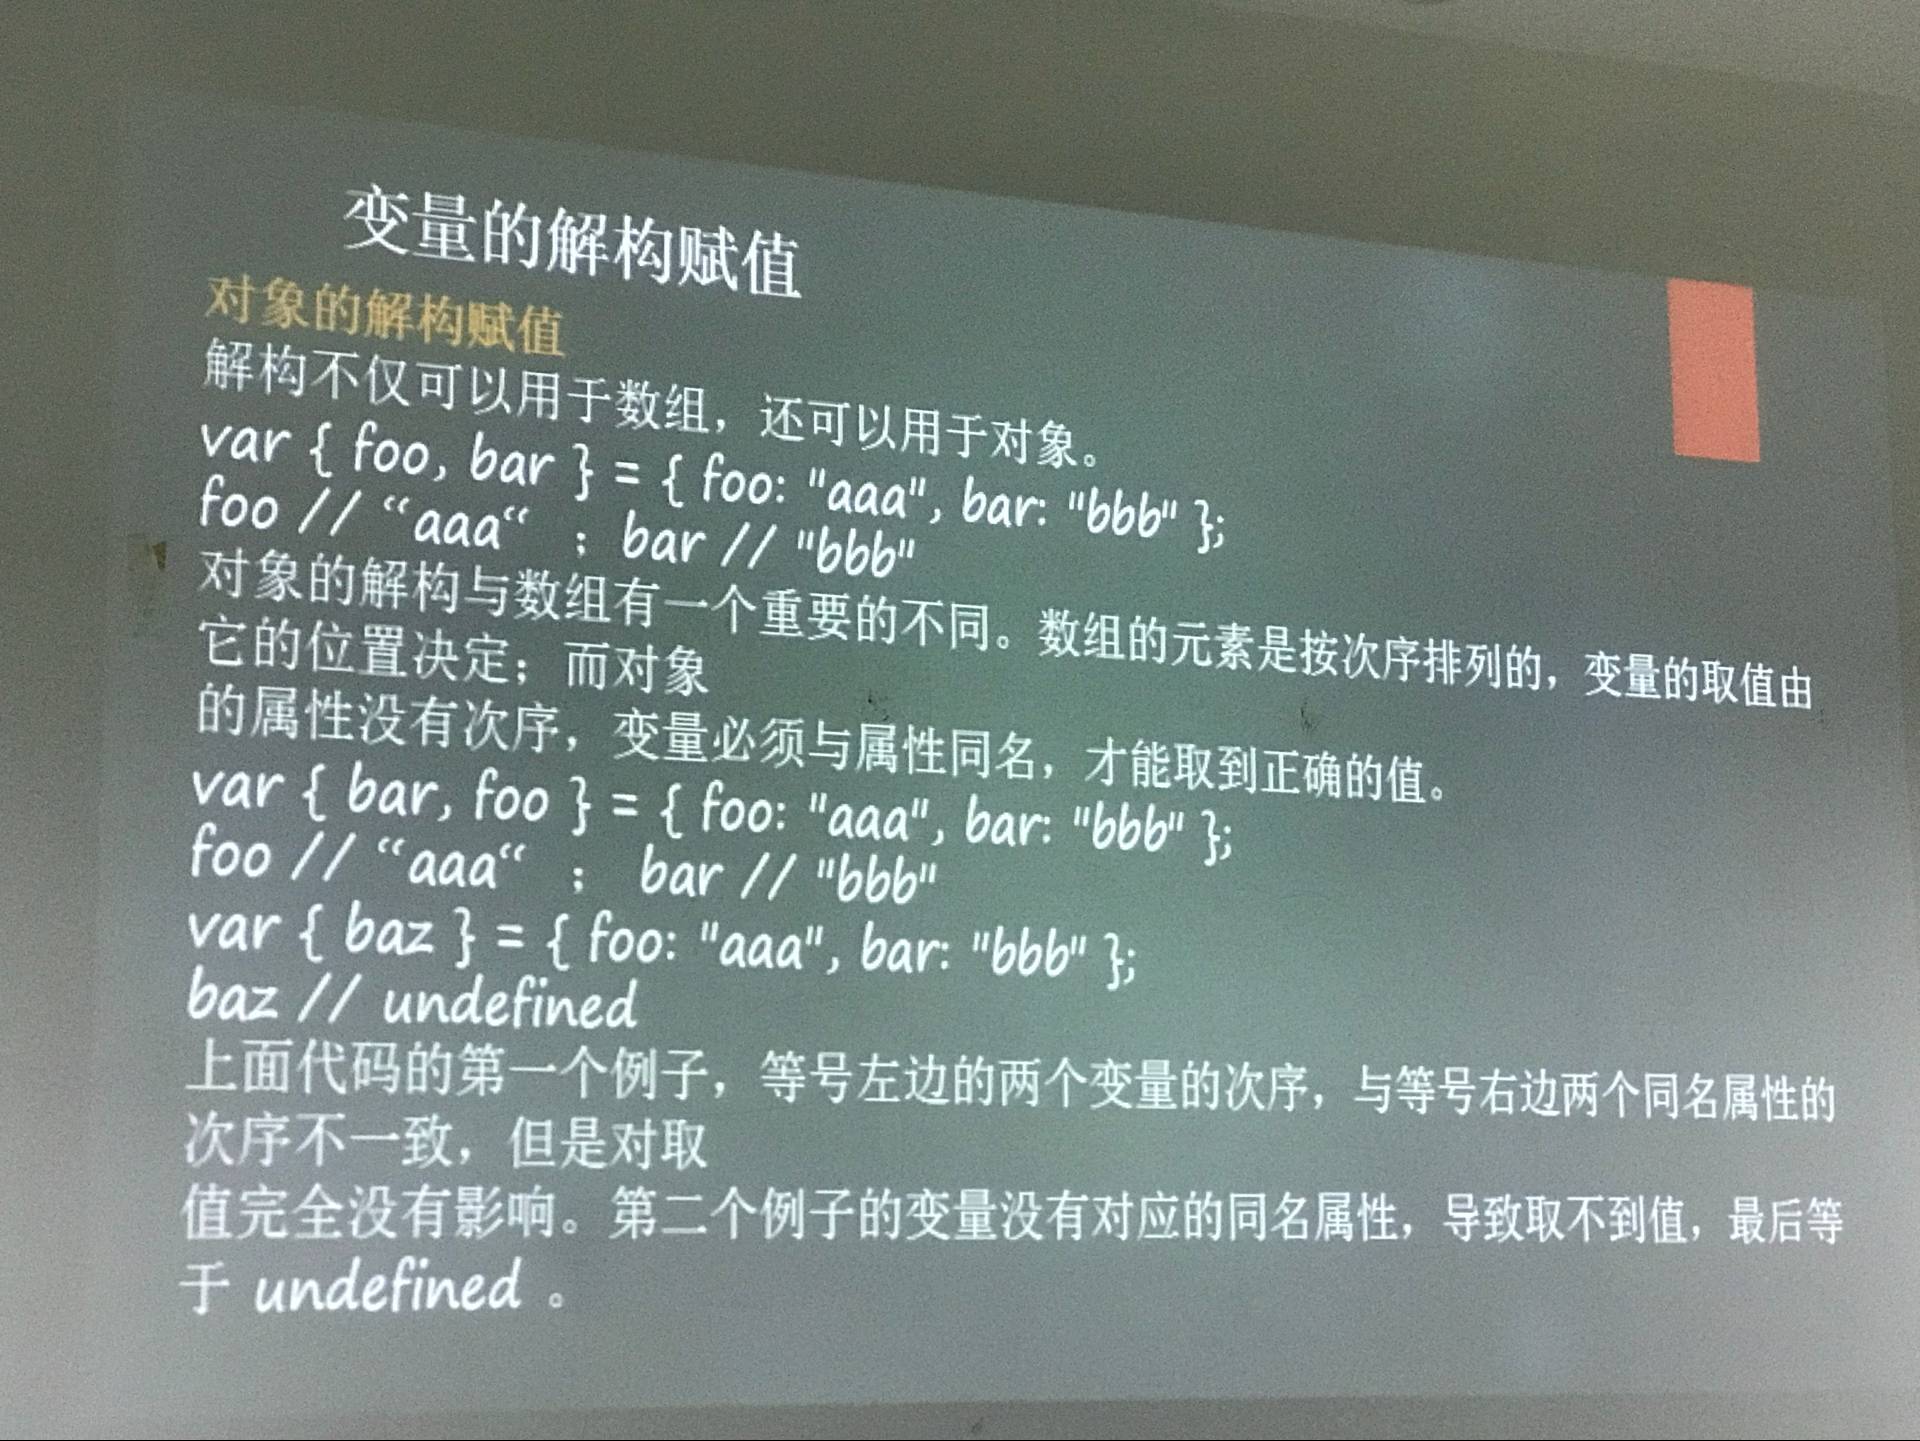 变量的解构赋值
对象的解构赋值
解构不仅可以用于数组，还可以用于对象。
var { foo, bar } = { foo: "aaa", bar: "bbb" };
foo // “aaa“ ；bar // "bbb"
对象的解构与数组有一个重要的不同。数组的元素是按次序排列的，变量的取值由
它的位置决定；而对象
的属性没有次序，变量必须与属性同名，才能取到正确的值。
var { bar, foo } = { foo: "aaa", bar: "bbb" };
foo // “aaa“ ； bar // "bbb"
var { baz } = { foo: "aaa", bar: "bbb" };
baz // undefined
上面代码的第一个例子，等号左边的两个变量的次序，与等号右边两个同名属性的
次序不一致，但是对取
值完全没有影响。第二个例子的变量没有对应的同名属性，导致取不到值，最后等
于 undefined 。